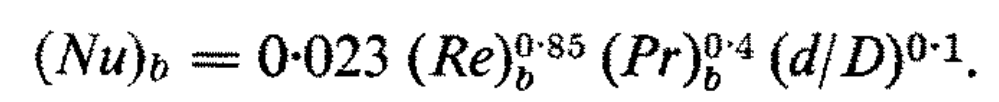 (Nu)_b = 0·023 (Re)_b^{0·85} (Pr)_b^{0·4} (d/D)^{0·1}.